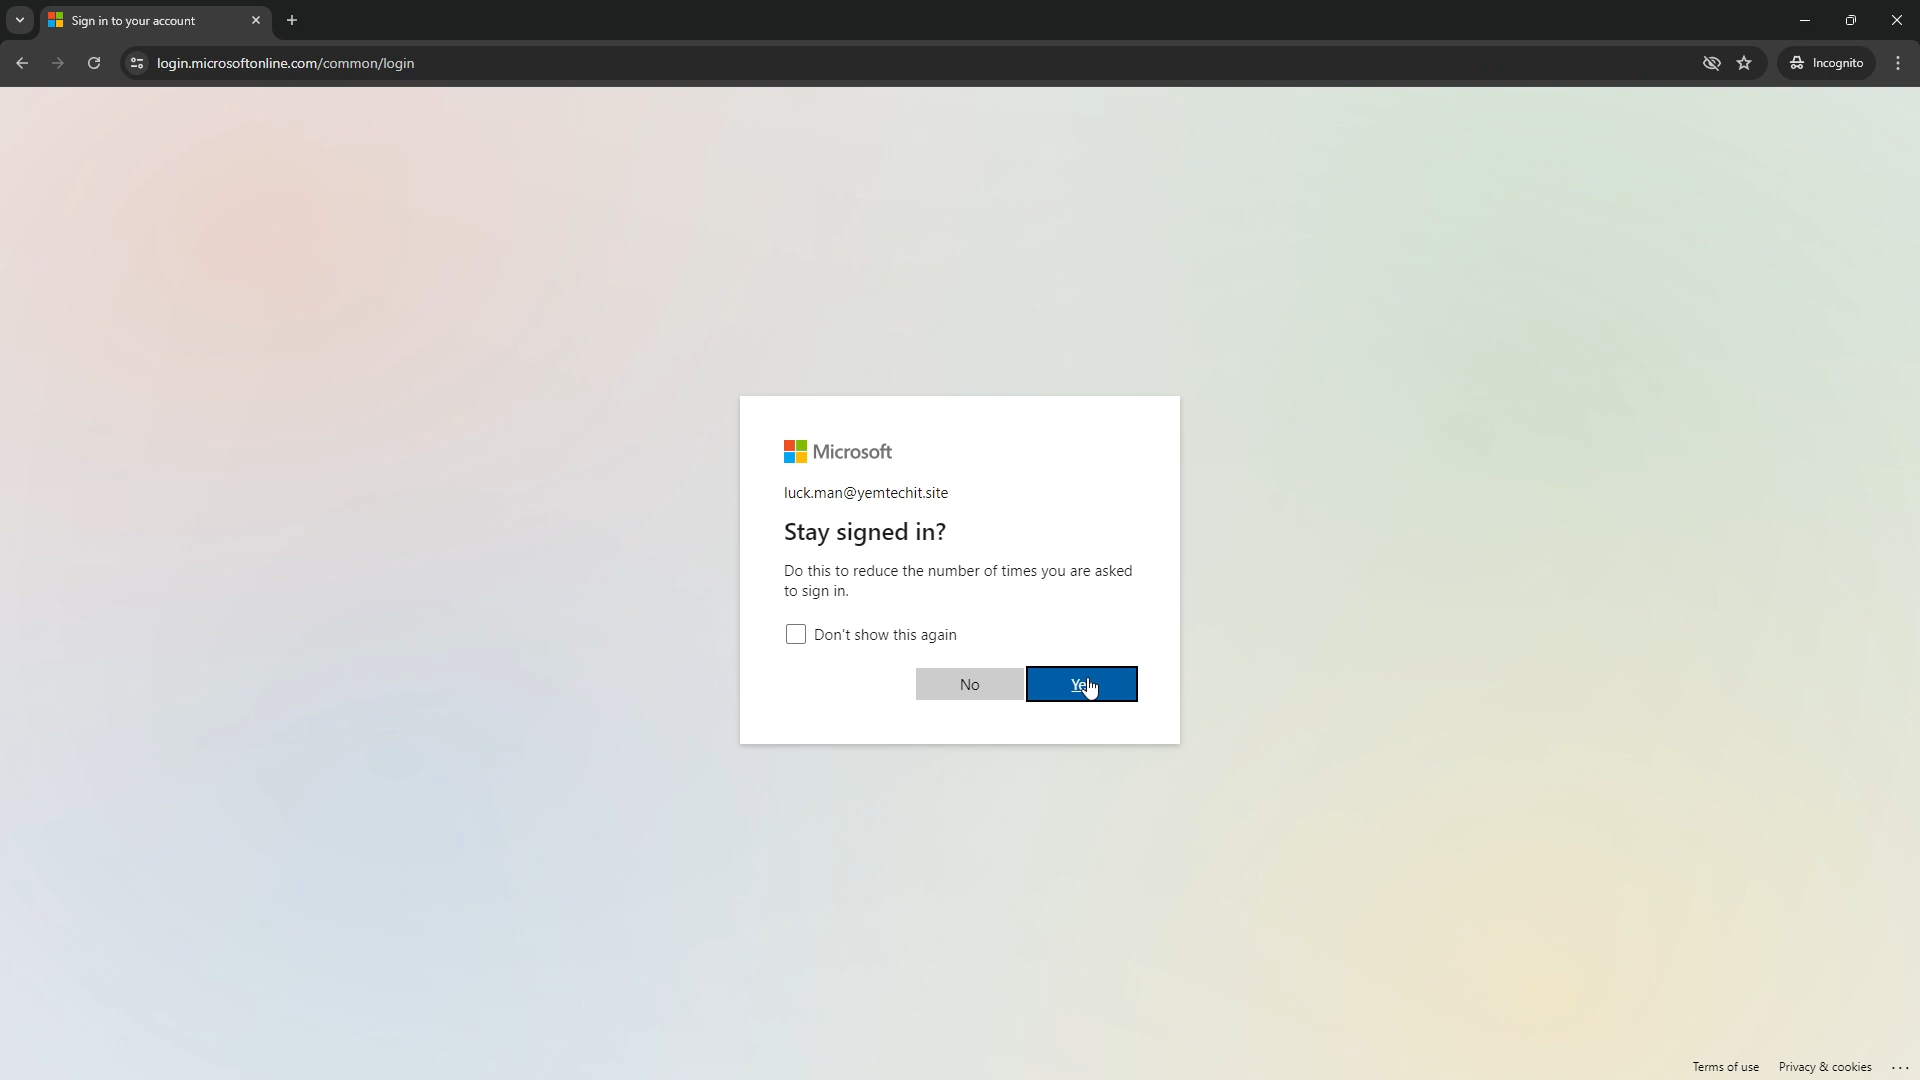 Sign in to your account
login.microsoftonline.com/common/login
Incognito
Microsoft
luck.man@yemtechit.site
Stay signed in?
Do this to reduce the number of times you are asked
to sign in.
Don't show this again
No
Terms of use
Privacy & cookies
...